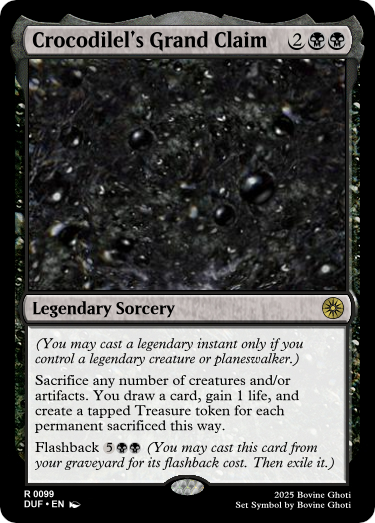 Crocodilel's Grand Claim 2
Legendary Sorcery
(You may cast a legendary instant only if you
control a legendary creature or planeswalker.)
Sacrifice any number of creatures and/or
artifacts. You draw a card, gain 1 life, and
create a tapped Treasure token for each
permanent sacrificed this way.
Flashback 5 (You may cast this card from
your graveyard for its flashback cost. Then exile it.)
R 0099
DUF • EN
2025 Bovine Ghoti
Set Symbol by Bovine Ghoti